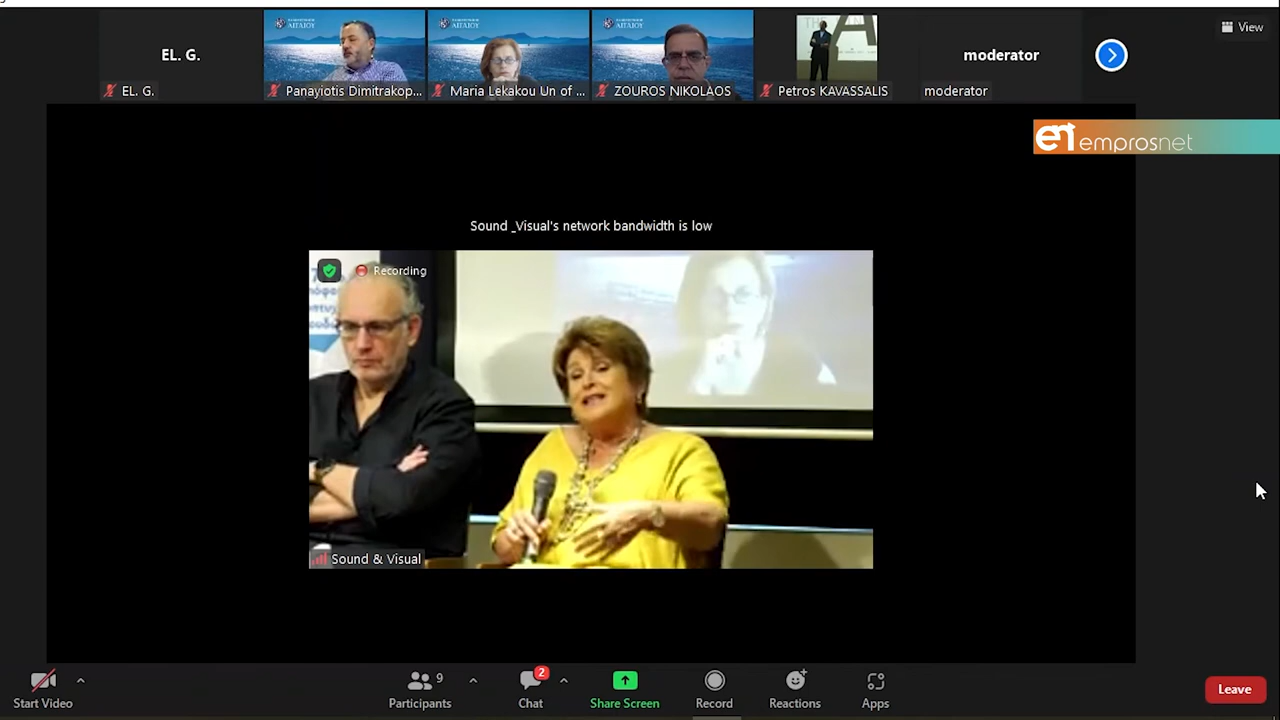 View
EL. G.
moderator
EL. G.
Panayiotis Dimitrakop...
Maria Lekakou Un of ...
ZOUROS NIKOLAOS
Petros KAVASSALIS
moderator
en emprosnet
Sound _Visual's network bandwidth is low
Recording
Sound & Visual
9
2
Start Video
Participants
Chat
Share Screen
Record
Reactions
Apps
Leave